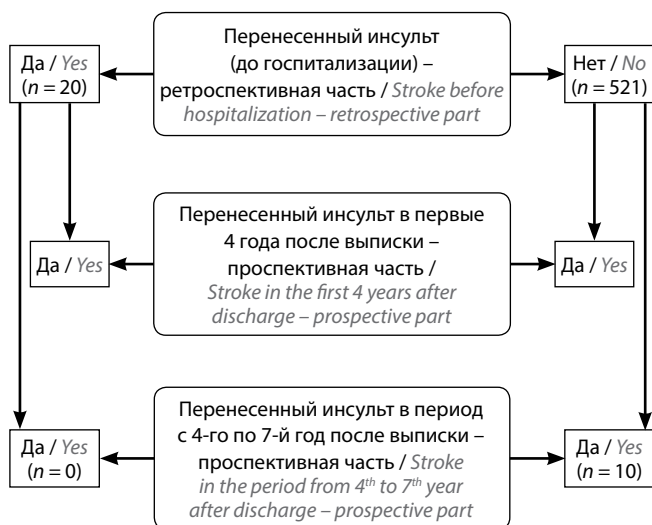 Да / Yes
(n = 20)
Перенесенный инсульт
(до госпитализации) –
ретроспективная часть / Stroke before
hospitalization – retrospective part
Нет / No
(n = 521)
Да / Yes
Перенесенный инсульт в первые
4 года после выписки –
проспективная часть /
Stroke in the first 4 years after
discharge – prospective part
Да / Yes
Да / Yes
(n = 0)
Перенесенный инсульт в период
с 4-го по 7-й год после выписки –
проспективная часть / Stroke
in the period from 4th to 7th year
after discharge – prospective part
Да / Yes
(n = 10)